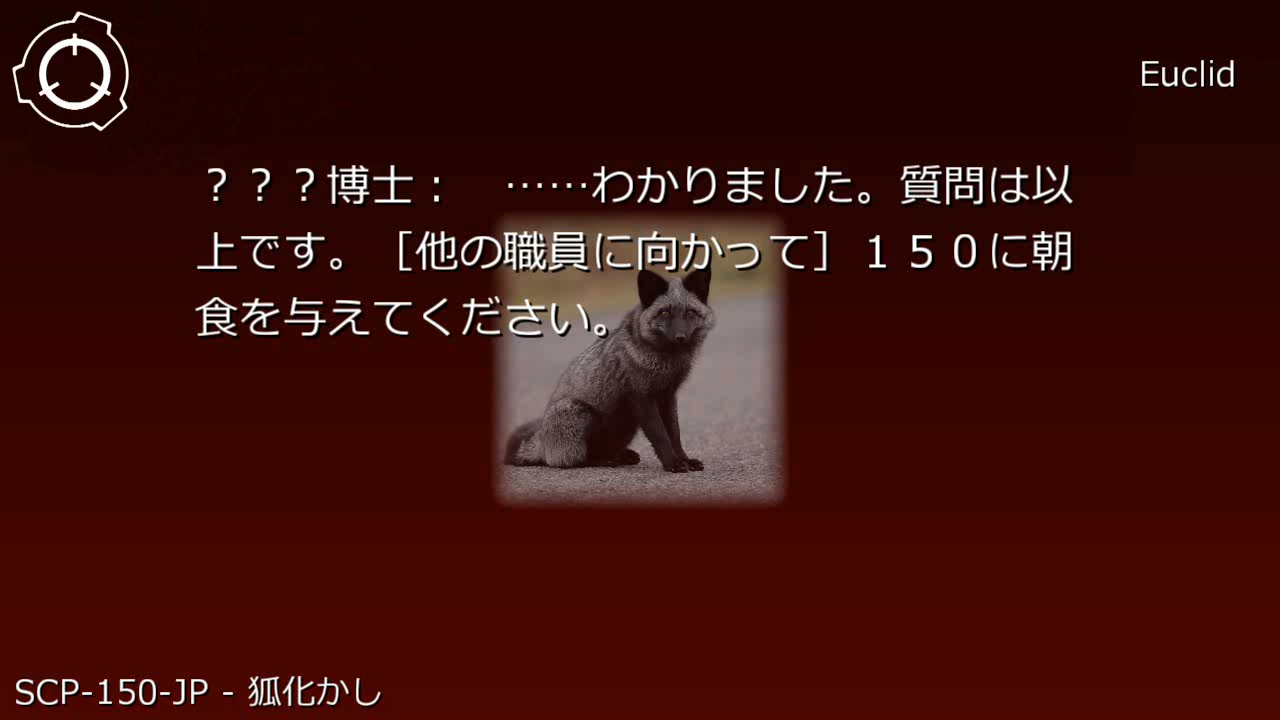 Euclid
？？？博士：　……わかりました。質問は以
上です。［他の職員に向かって］１５０に朝
食を与えてください。
SCP-150-JP - 狐化かし